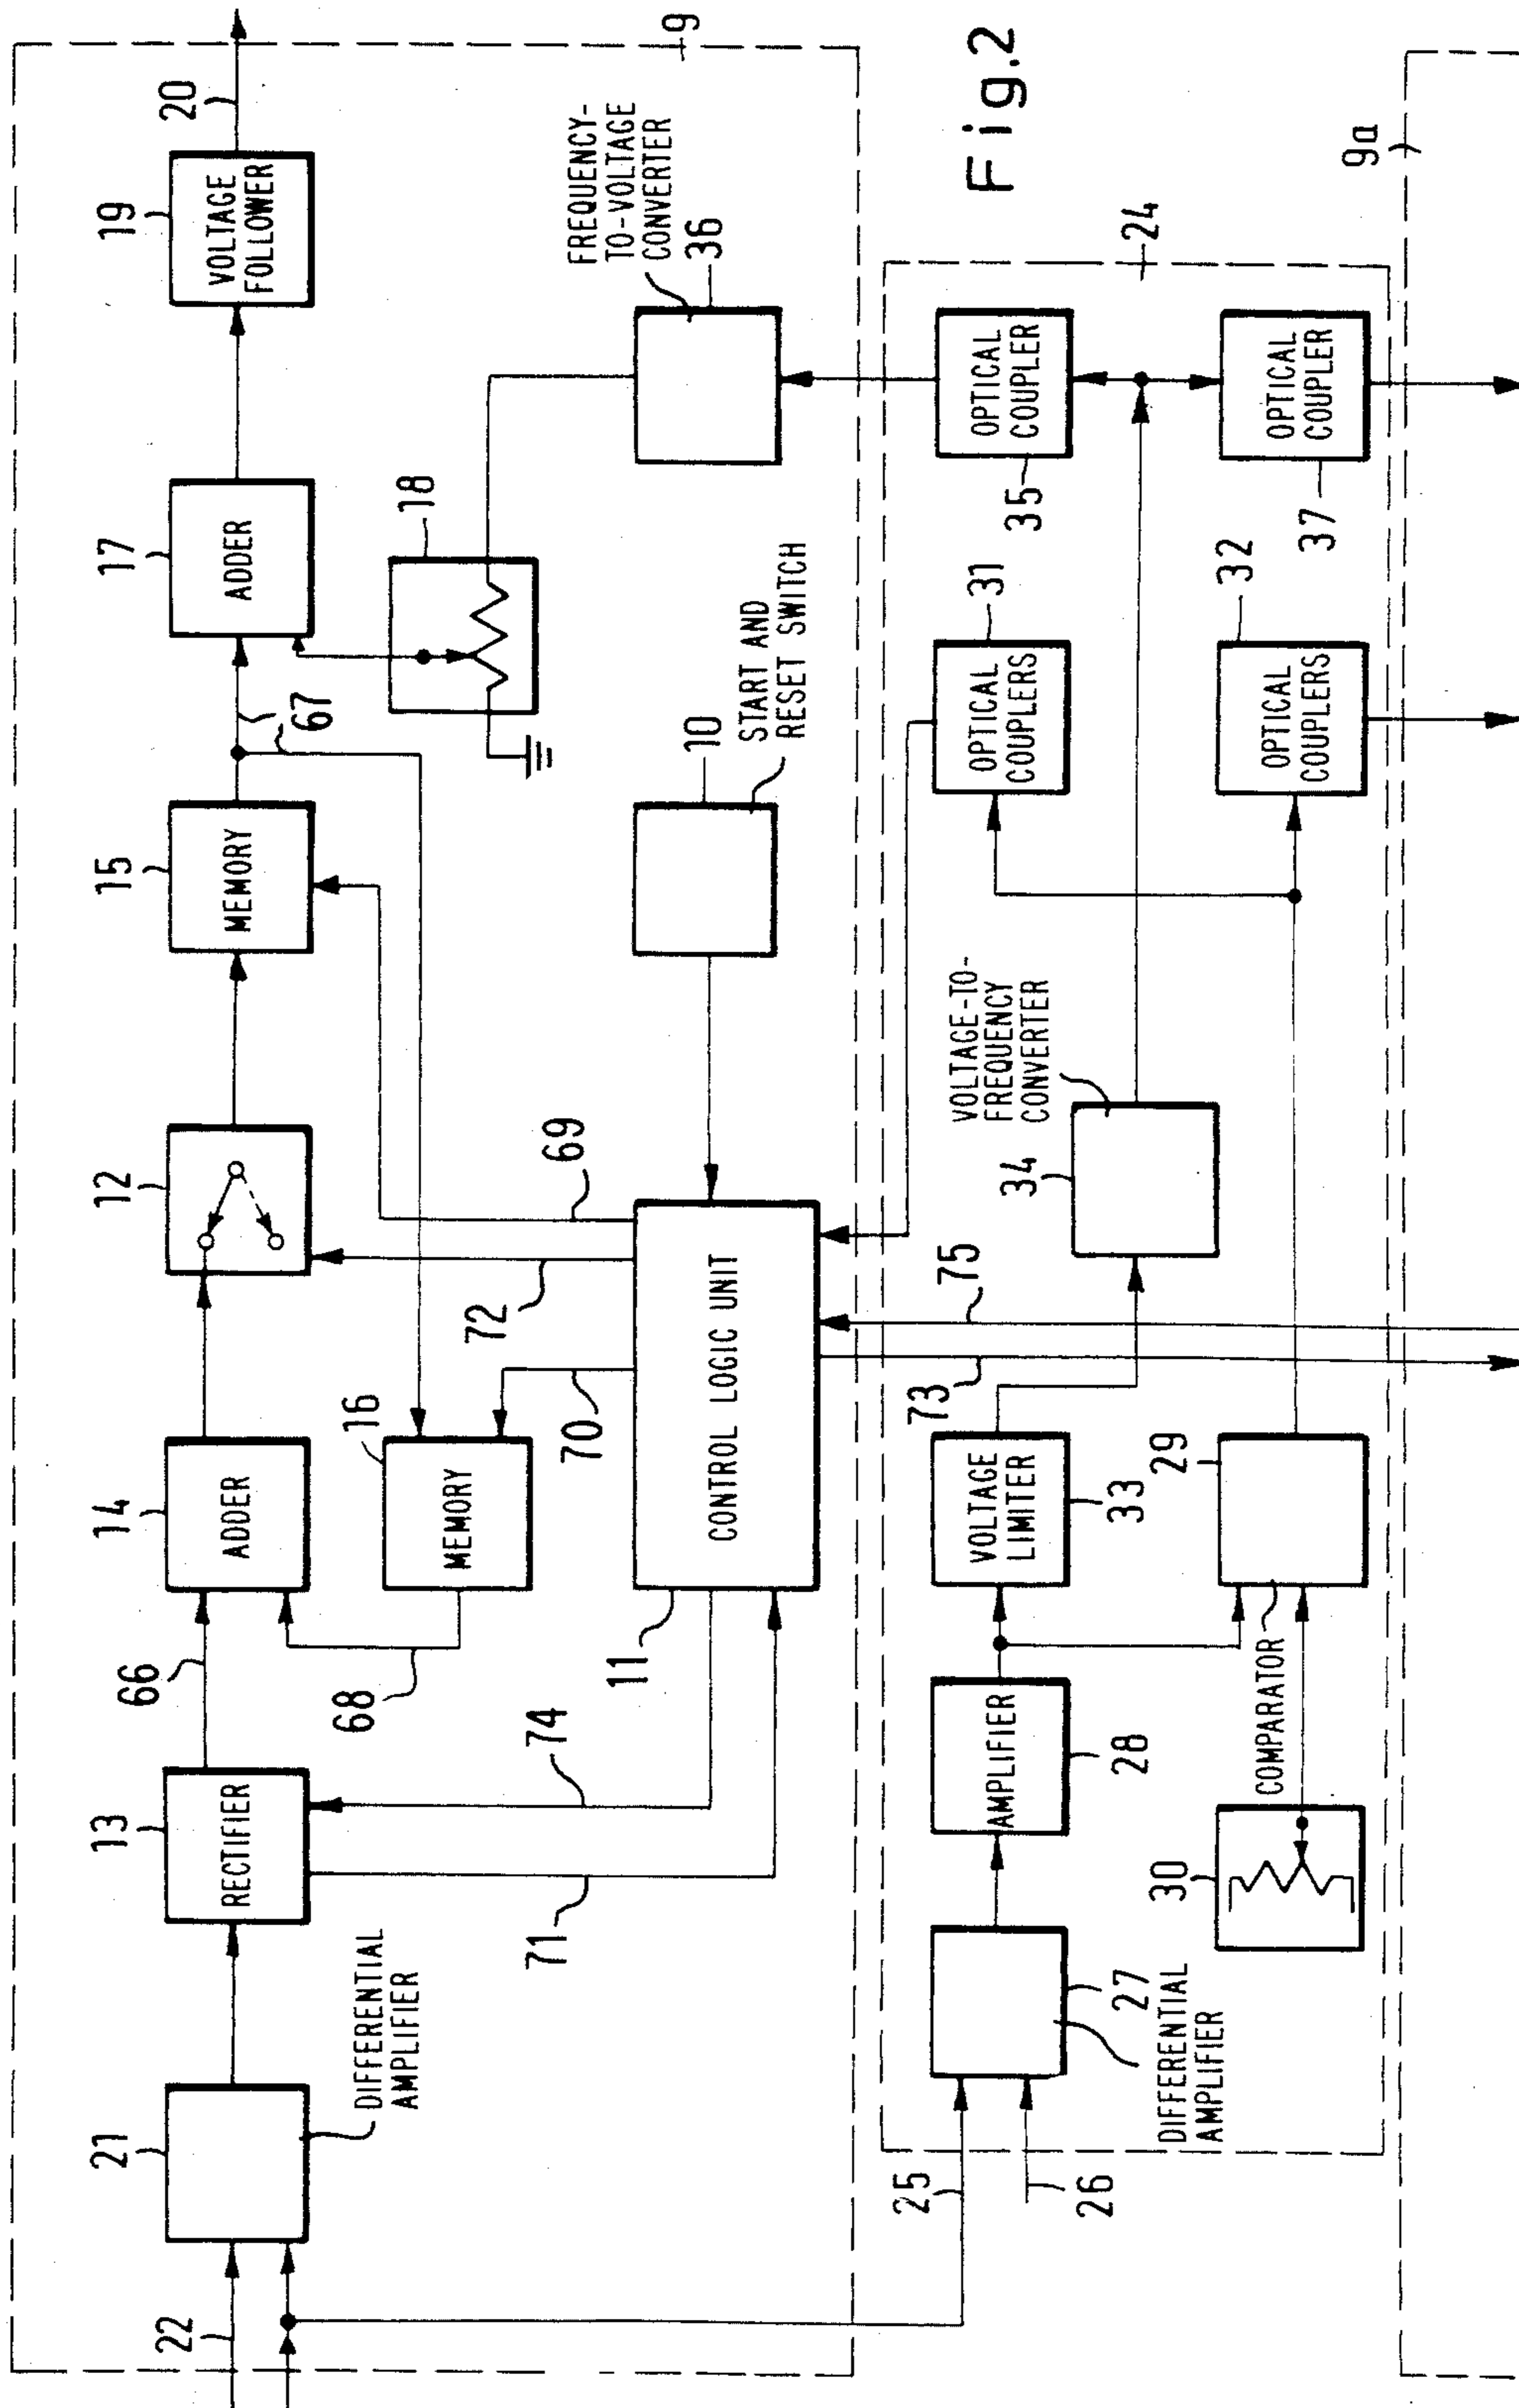 20
9
19
VOLTAGE
FOLLOWER
FREQUENCY-
TO-VOLTAGE
CONVERTER
36
17
ADDER
18
67
15
MEMORY
10
START AND
RESET SWITCH
12
69
72
14
ADDER
16
MEMORY
70
CONTROL LOGIC UNIT
11
66
68
13
RECTIFIER
74
71
21
DIFFERENTIAL
AMPLIFIER
22
Fig.2
24
9a
OPTICAL
COUPLER
35
OPTICAL
COUPLER
37
31
OPTICAL
COUPLERS
32
OPTICAL
COUPLERS
VOLTAGE-TO-
FREQUENCY
CONVERTER
34
75
73
VOLTAGE
LIMITER
33
29
AMPLIFIER
28
COMPARATOR
30
27
DIFFERENTIAL
AMPLIFIER
25
26